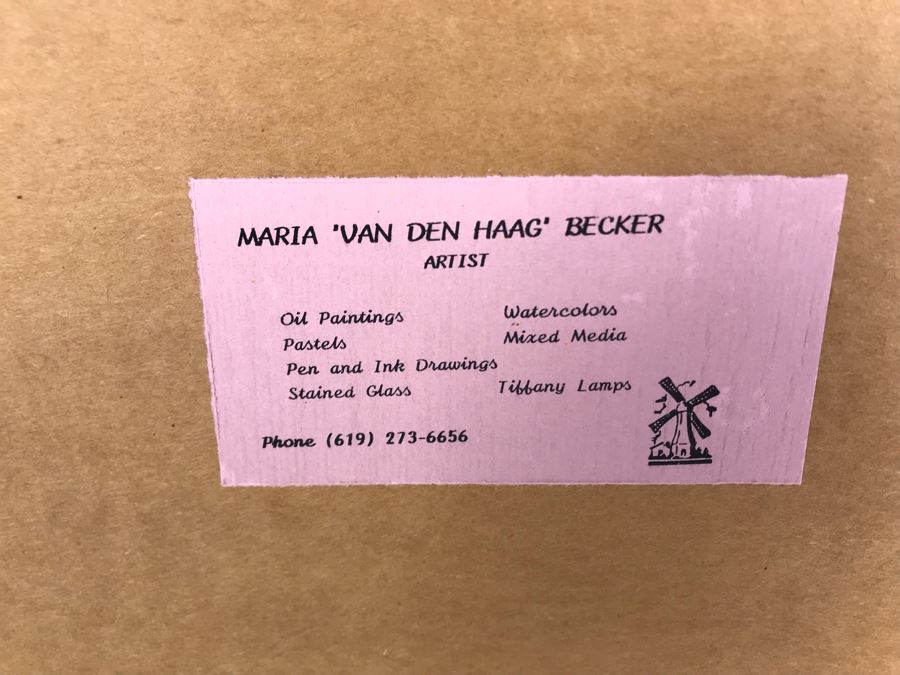 MARIA 'VAN DEN HAAG' BECKER
ARTIST
Oil Paintings Watercolors
Pastels Mixed Media
Pen and Ink Drawings
Stained Glass Tiffany Lamps
Phone (619) 273-6656